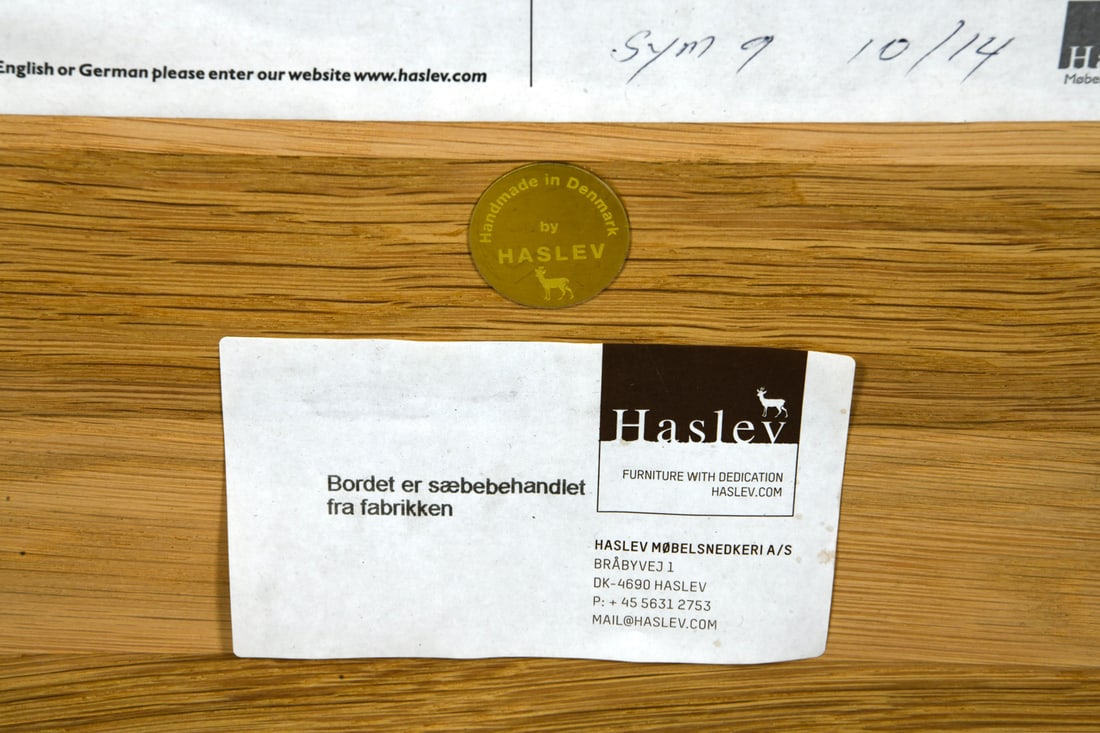 English or German please enter our website www.haslev.com
sym 9 10/14
Handmade in Denmark
by
HASLEV
Bordet er sæbebehandlet
fra fabrikken
Haslev
FURNITURE WITH DEDICATION
HASLEV.COM
HASLEV MØBELSNEDKERI A/S
BRÅBYVEJ 1
DK-4690 HASLEV
P: + 45 5631 2753
MAIL@HASLEV.COM